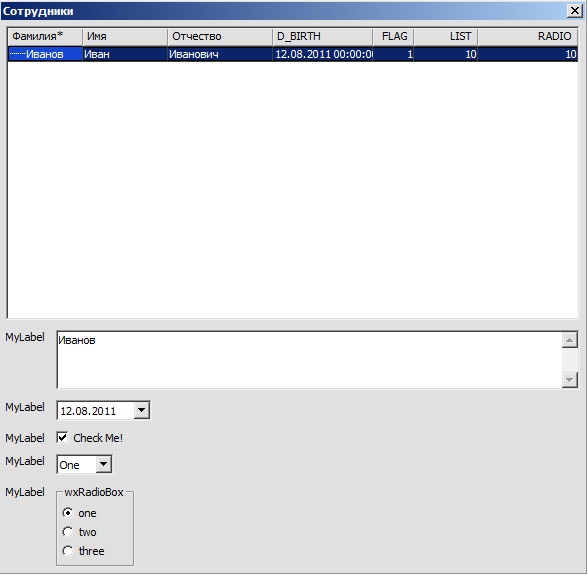 Сотрудники
Фамилия* Имя Отчество D_BIRTH FLAG LIST RADIO
Иванов Иван Иванович 12.08.2011 00:00:0 1 10 10
MyLabel Иванов
MyLabel 12.08.2011
MyLabel Check Me!
MyLabel One
MyLabel wxRadioBox
one
two
three